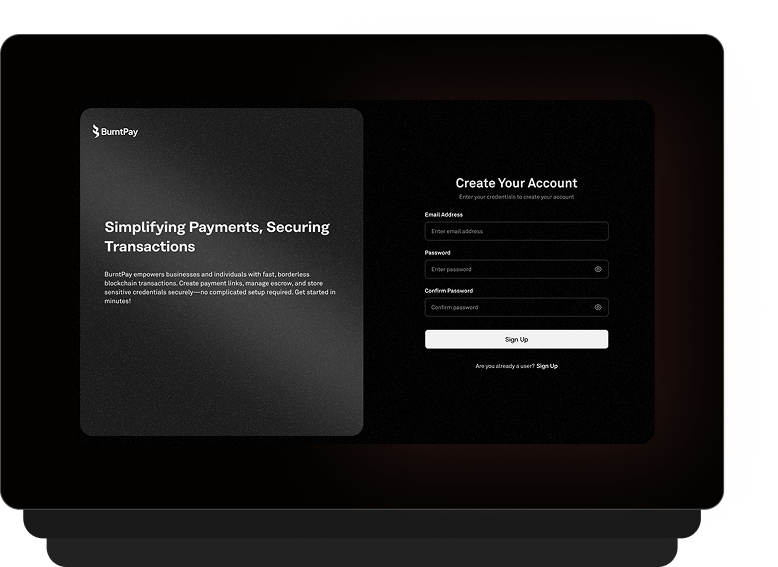 BurntPay
Simplifying Payments, Securing
Transactions
BurntPay empowers businesses and individuals with fast, borderless
blockchain transactions. Create payment links, manage escrow, and store
sensitive credentials securely—no complicated setup required. Get started in
minutes!
Create Your Account
Enter your credentials to create your account
Email Address
Enter email address
Password
Enter password
Confirm Password
Confirm password
Sign Up
Are you already a user? Sign Up